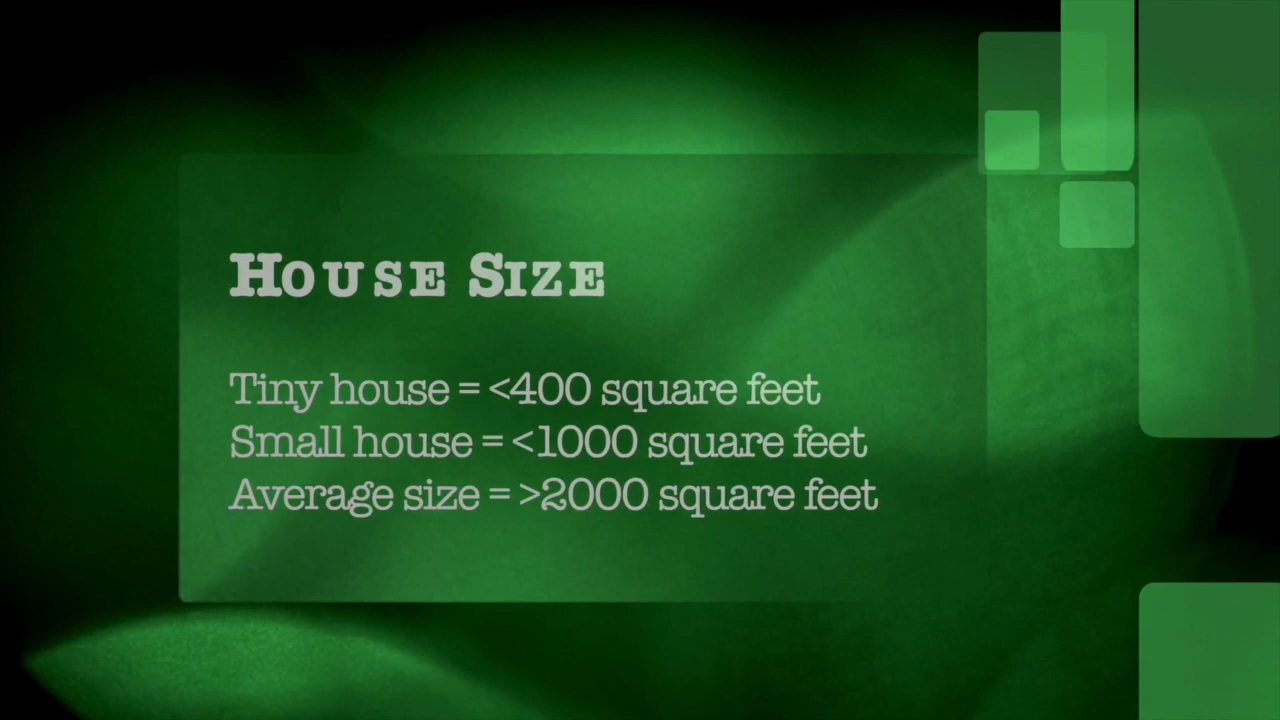 House Size
Tiny house = <400 square feet
Small house = <1000 square feet
Average size = >2000 square feet